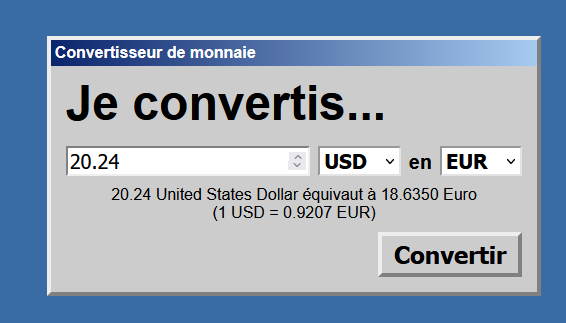 Convertisseur de monnaie
Je convertis...
20.24 USD en EUR
20.24 United States Dollar équivaut à 18.6350 Euro
(1 USD = 0.9207 EUR)
Convertir